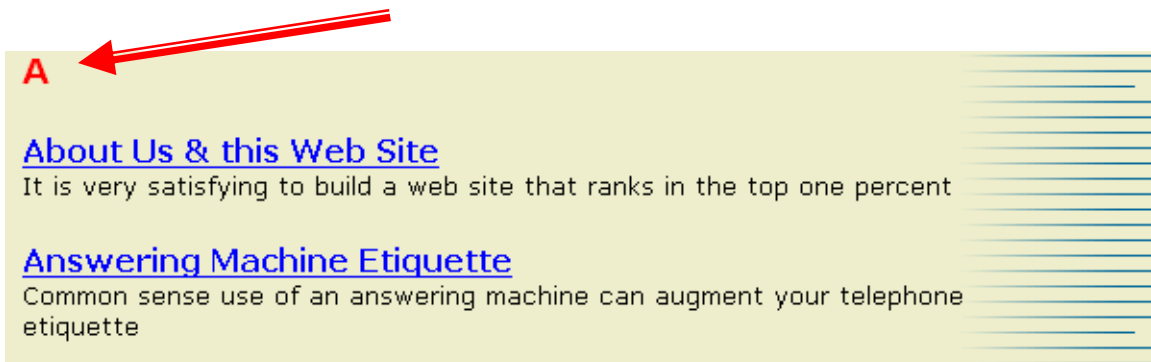 A
About Us & this Web Site
It is very satisfying to build a web site that ranks in the top one percent
Answering Machine Etiquette
Common sense use of an answering machine can augment your telephone
etiquette